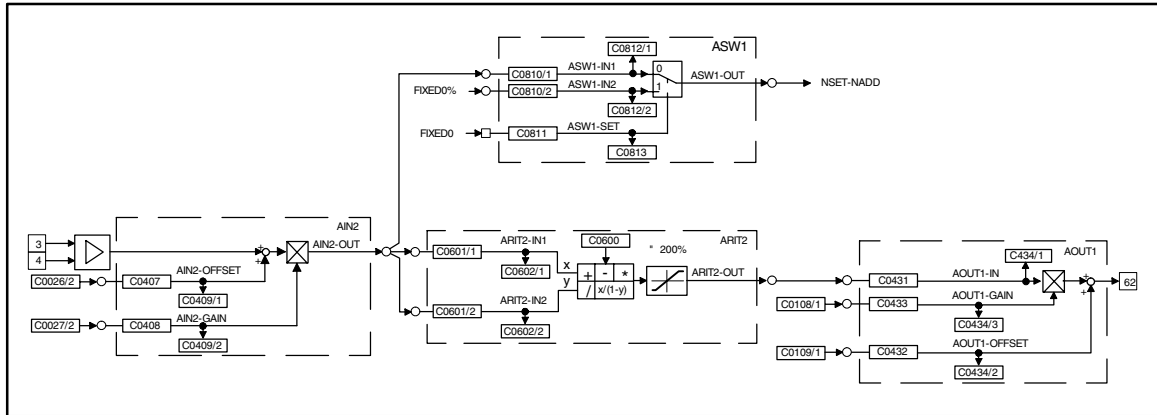 ASW1
C0812/1
C0810/1 ASW1-IN1 0 ASW1-OUT NSET-NADD
FIXED0% C0810/2 ASW1-IN2 1
C0812/2
FIXED0 C0811 ASW1-SET
C0813
AIN2
3
4
AIN2-OUT
C0026/2 C0407 AIN2-OFFSET
C0409/1
C0027/2 C0408 AIN2-GAIN
C0409/2
ARIT2
C0601/1 ARIT2-IN1 C0600 ° 200%
C0602/1 x
+ - *
/ x/(1-y)
ARIT2-OUT
y
C0601/2 ARIT2-IN2
C0602/2
C434/1 AOUT1
C0431 AOUT1-IN
62
C0108/1 C0433 AOUT1-GAIN
C0434/3
C0109/1 C0432 AOUT1-OFFSET
C0434/2
+
+
+
+